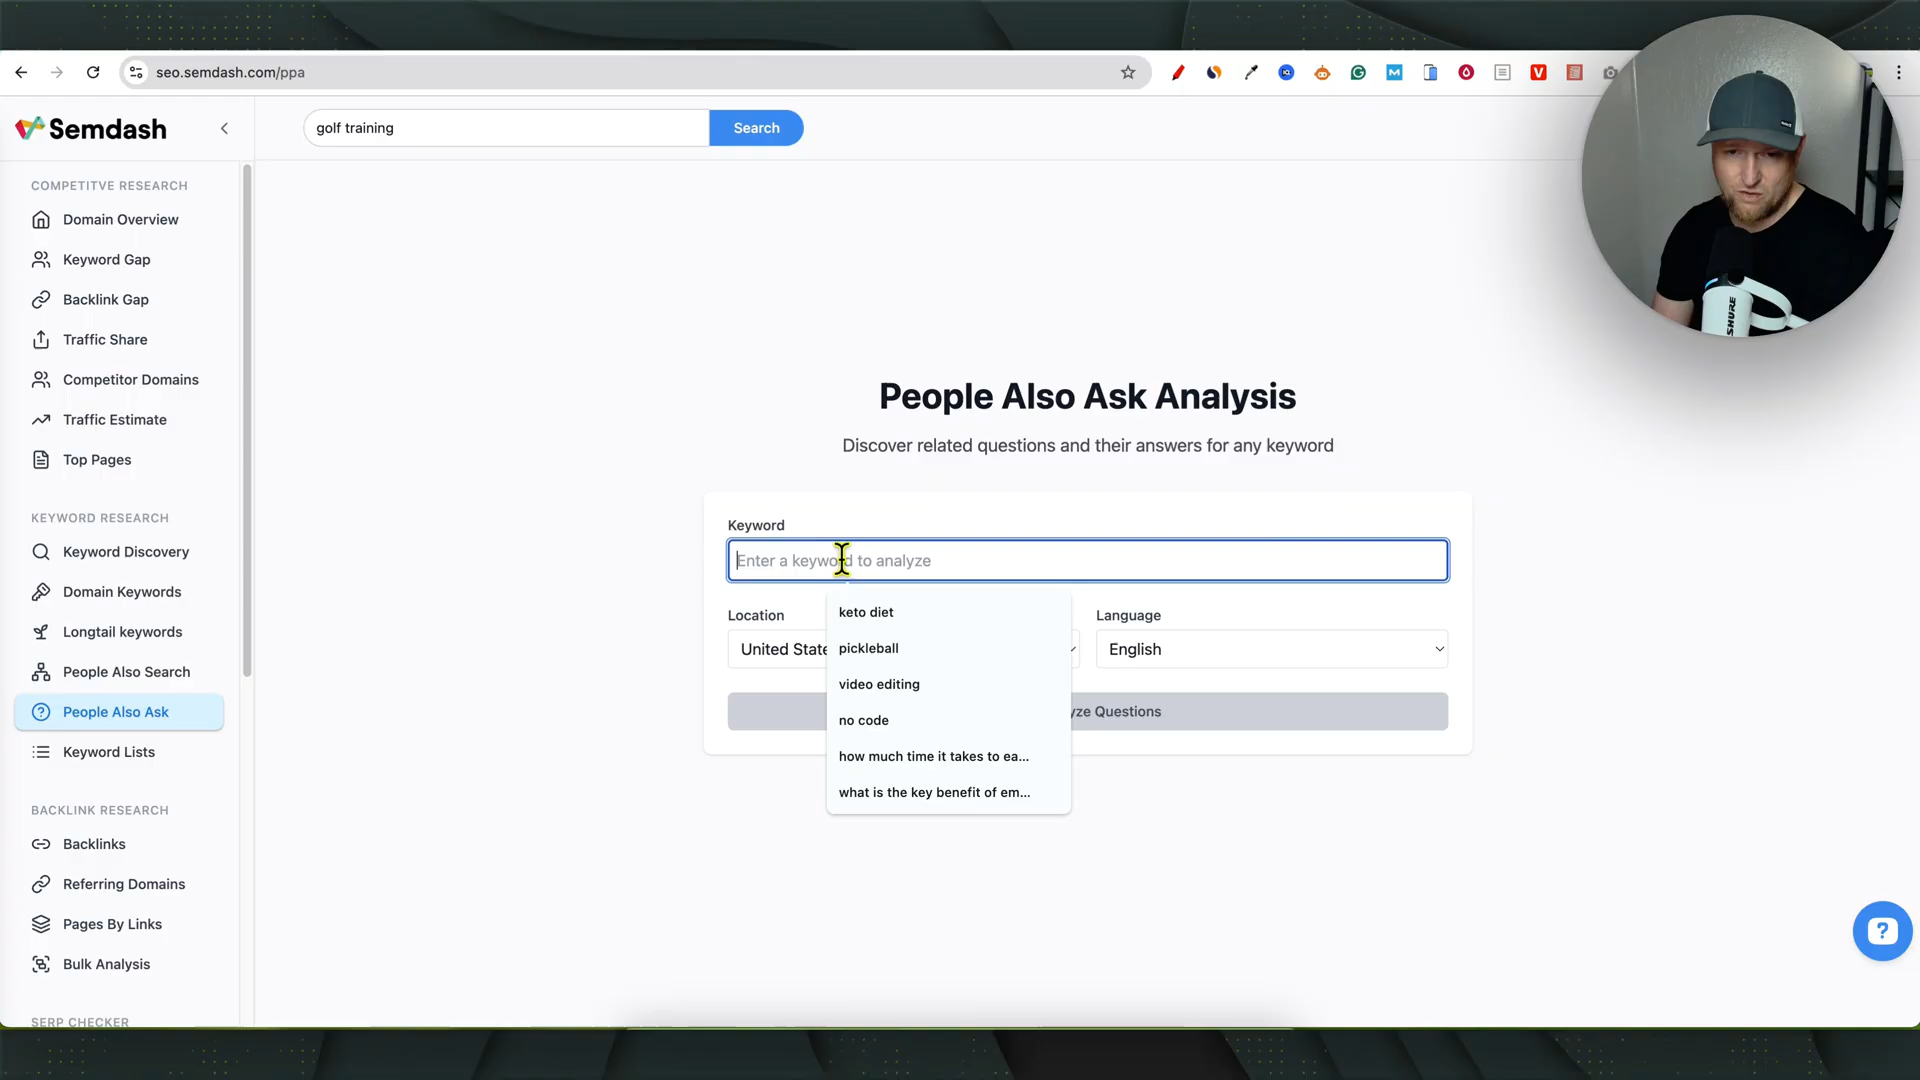 seo.semdash.com/ppa
Semdash
golf training
Search
COMPETITVE RESEARCH
Domain Overview
Keyword Gap
Backlink Gap
Traffic Share
Competitor Domains
Traffic Estimate
Top Pages
KEYWORD RESEARCH
Keyword Discovery
Domain Keywords
Longtail keywords
People Also Search
People Also Ask
Keyword Lists
BACKLINK RESEARCH
Backlinks
Referring Domains
Pages By Links
Bulk Analysis
SERP CHECKER
People Also Ask Analysis
Discover related questions and their answers for any keyword
Keyword
Enter a keyword to analyze
Location
Language
United State
English
yze Questions
keto diet
pickleball
video editing
no code
how much time it takes to ea...
what is the key benefit of em...
SHURE